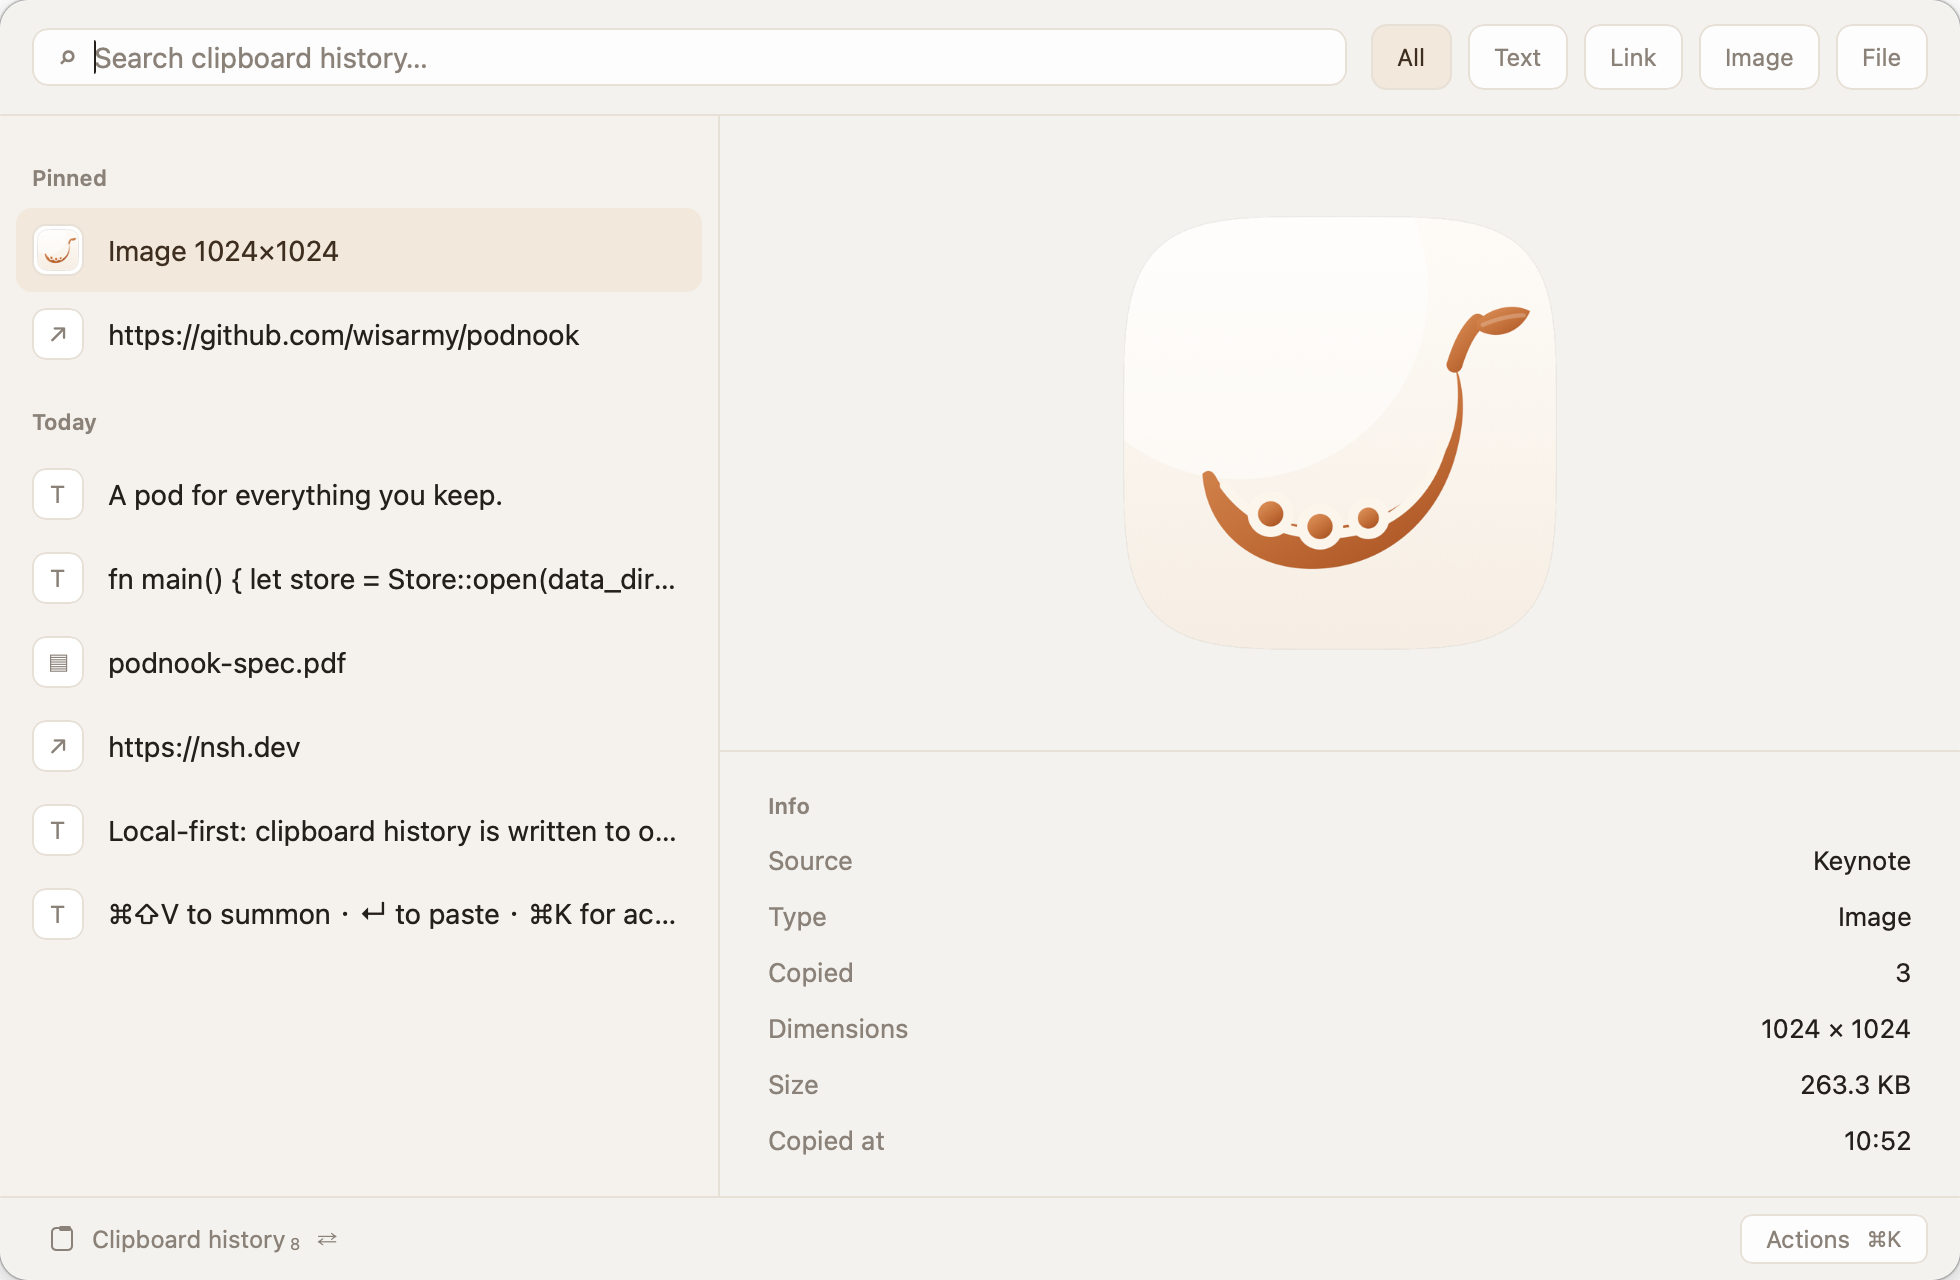 Search clipboard history...
All
Text
Link
Image
File
Pinned
Image 1024×1024
https://github.com/wisarmy/podnook
Today
T
A pod for everything you keep.
T
fn main() { let store = Store::open(data_dir...
podnook-spec.pdf
https://nsh.dev
T
Local-first: clipboard history is written to o...
T
⌘⇧V to summon · ↵ to paste · ⌘K for ac...
Info
Source Keynote
Type Image
Copied 3
Dimensions 1024 × 1024
Size 263.3 KB
Copied at 10:52
Clipboard history 8
Actions ⌘K